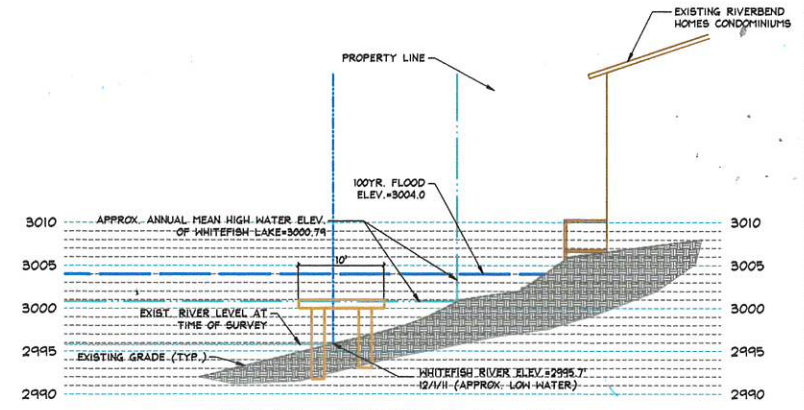 EXISTING RIVERBEND
HOMES CONDOMINIUMS
PROPERTY LINE
100YR. FLOOD
ELEV.=3004.0
APPROX. ANNUAL MEAN HIGH WATER ELEV.
OF WHITEFISH LAKE=3000.79
3010
3010
3005
3005
10'
3000
3000
EXIST. RIVER LEVEL AT
TIME OF SURVEY
2995
2995
EXISTING GRADE (TYP.)
WHITEFISH RIVER ELEV.=2995.7'
12/1/11 (APPROX. LOW WATER)
2990
2990